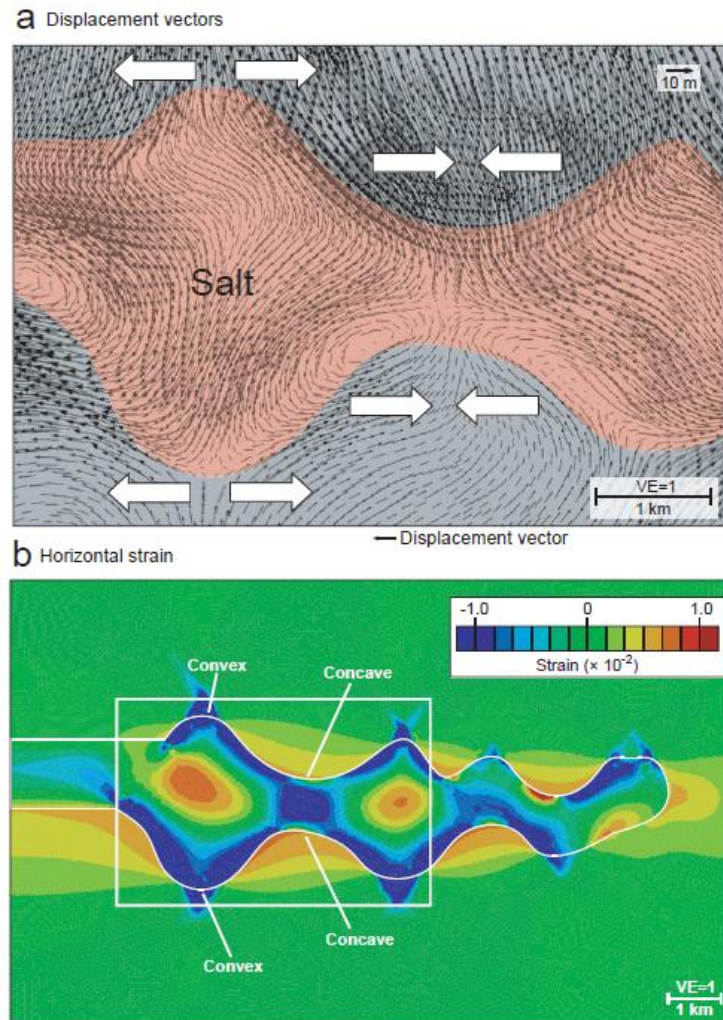 a Displacement vectors
10 m
Salt
VE=1
1 km
Displacement vector
b Horizontal strain
-1.0 0 1.0
Strain (× 10-2)
Convex
Concave
Convex
Concave
VE=1
1 km